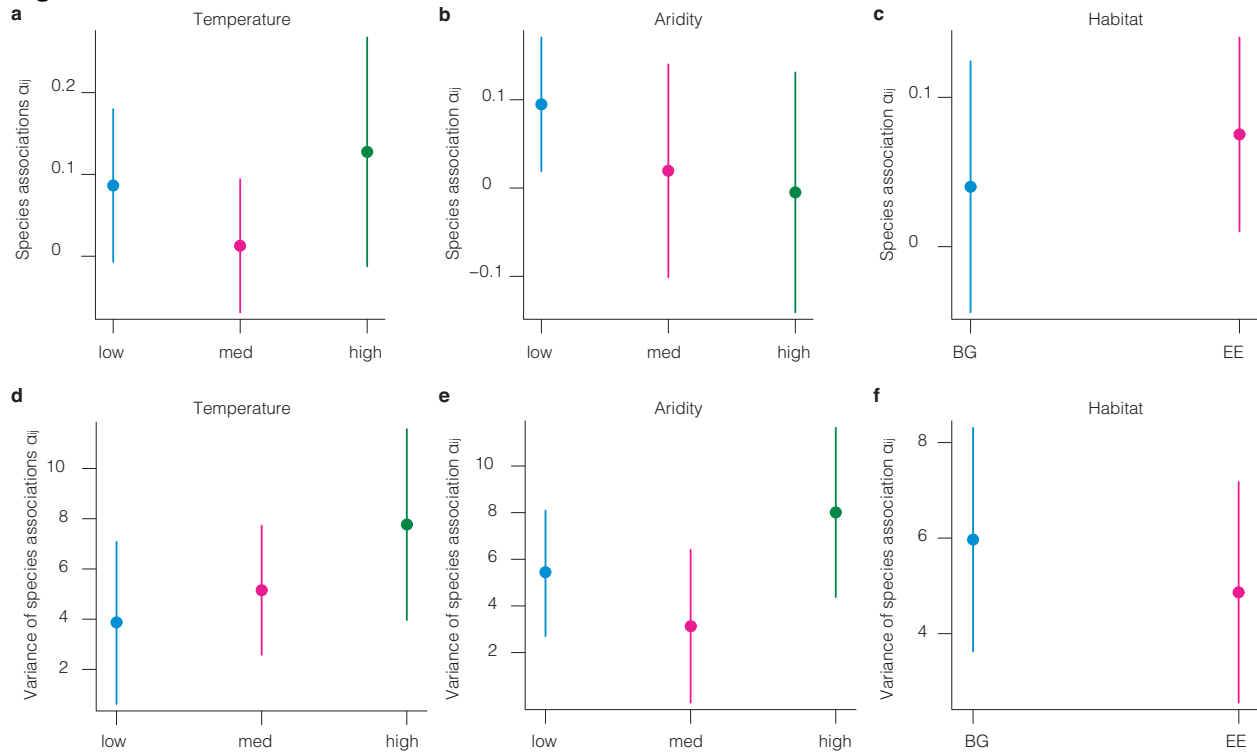 a
Temperature
Species associations αij
0.2
0.1
0
low
med
high
b
Aridity
Species association αij
0.1
0
−0.1
low
med
high
c
Habitat
Species association αij
0.1
0
BG
EE
d
Temperature
Variance of species associations αij
10
8
6
4
2
low
med
high
e
Aridity
Variance of species association αij
10
8
6
4
2
low
med
high
f
Habitat
Variance of species association αij
8
6
4
BG
EE